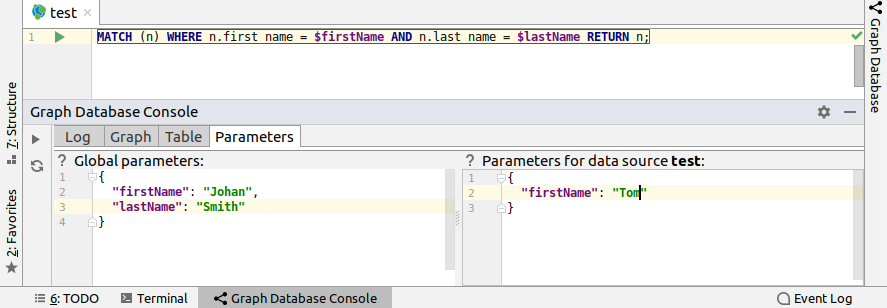 test
1 MATCH (n) WHERE n.first name = $firstName AND n.last name = $lastName RETURN n;
Graph Database
7: Structure
2: Favorites
Graph Database Console
Log Graph Table Parameters
? Global parameters:
1 {
2 "firstName": "Johan",
3 "lastName": "Smith"
4 }
? Parameters for data source test:
1 {
2 "firstName": "Tom"
3 }
6: TODO Terminal Graph Database Console Event Log